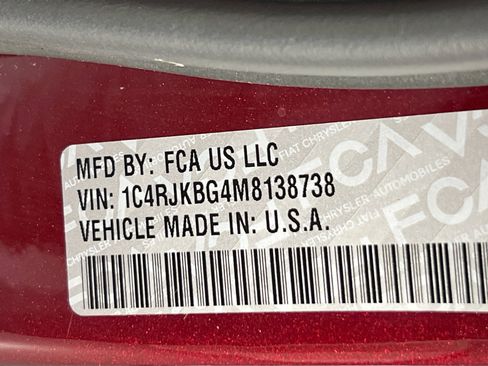 MFD BY: FCA US LLC
VIN: 1C4RJKBG4M8138738
VEHICLE MADE IN: U.S.A.